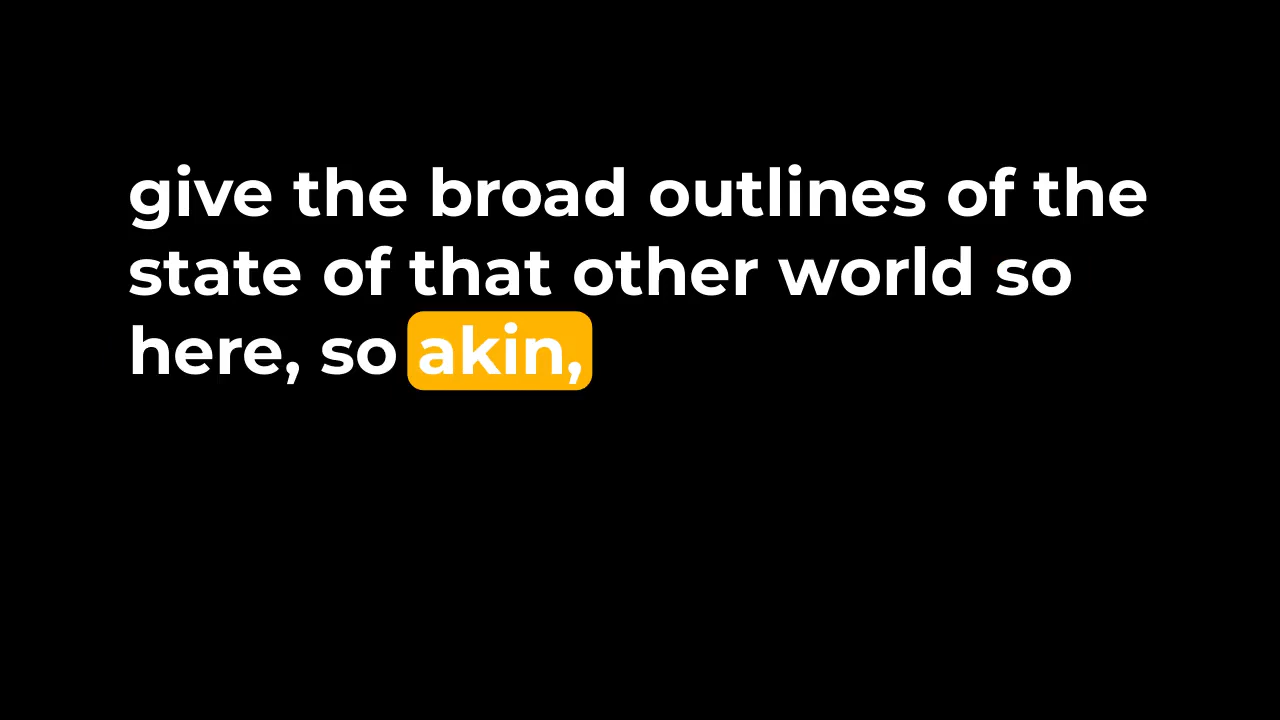 give the broad outlines of the
state of that other world so
here, so akin,